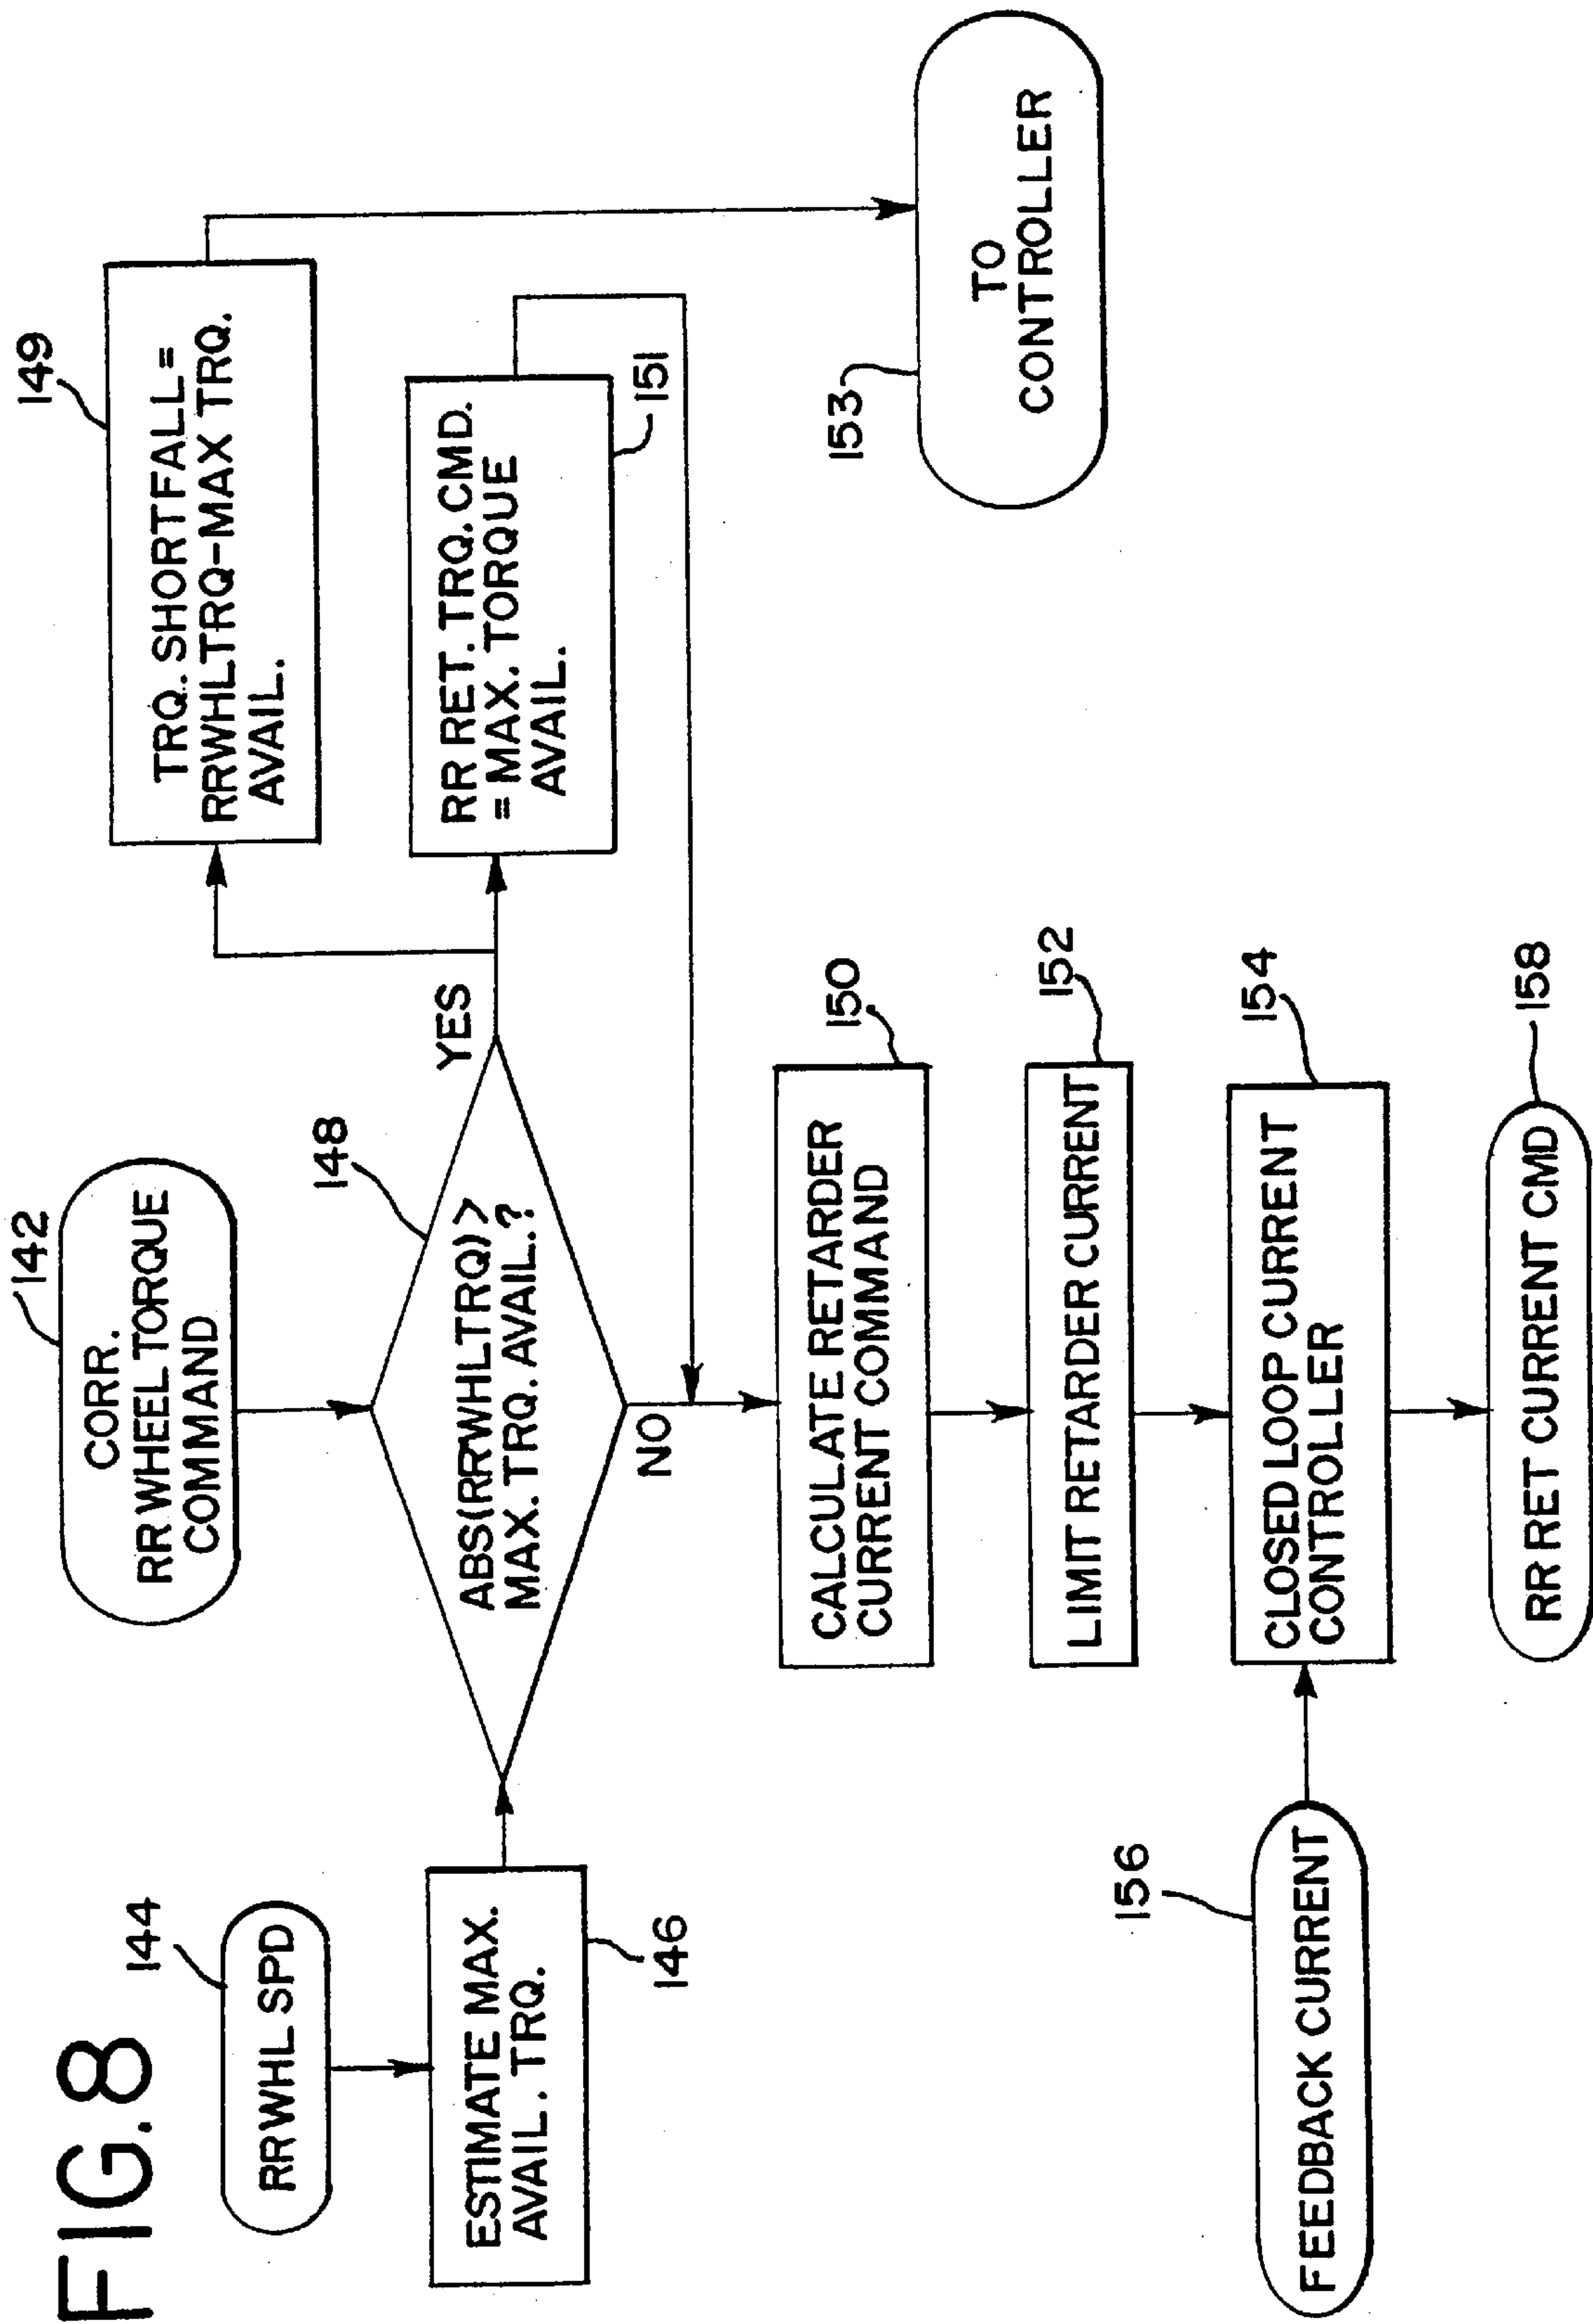 FIG. 8
142
CORR.
RR WHEEL TORQUE
COMMAND
144
RRWHL SPD
146
ESTIMATE MAX.
AVAIL. TRQ.
148
ABS(RRWHLTRQ)>
MAX. TRQ. AVAIL.?
YES
NO
149
TRQ. SHORTFALL=
RRWHLTRQ-MAX TRQ.
AVAIL.
RR RET. TRQ. CMD.
= MAX. TORQUE
AVAIL.
151
150
CALCULATE RETARDER
CURRENT COMMAND
153
TO
CONTROLLER
152
LIMIT RETARDER CURRENT
154
CLOSED LOOP CURRENT
CONTROLLER
156
FEEDBACK CURRENT
158
RR RET CURRENT CMD